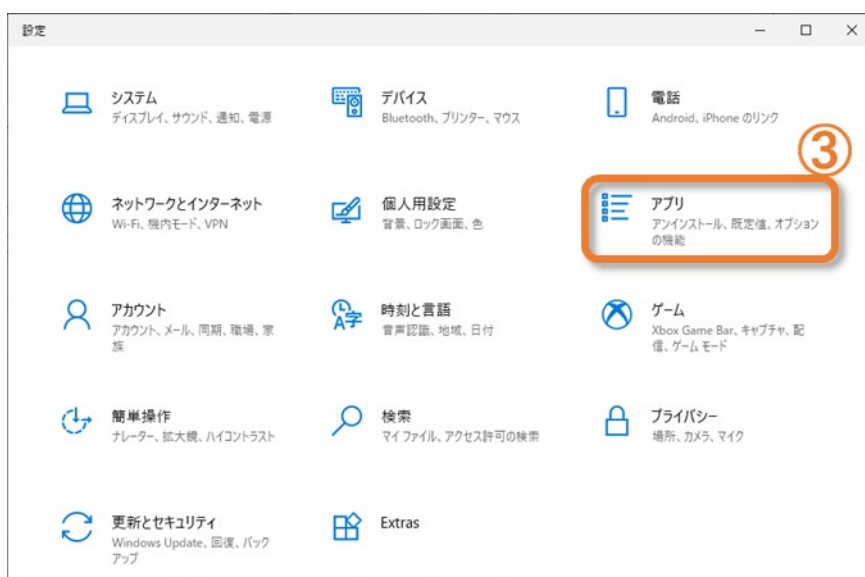 設定
システム
ディスプレイ、サウンド、通知、電源
デバイス
Bluetooth、プリンター、マウス
電話
Android、iPhone のリンク
③
ネットワークとインターネット
Wi-Fi、機内モード、VPN
個人用設定
背景、ロック画面、色
アプリ
アンインストール、既定値、オプション
の機能
アカウント
アカウント、メール、同期、職場、家
族
時刻と言語
音声認識、地域、日付
ゲーム
Xbox Game Bar、キャプチャ、配
信、ゲーム モード
簡単操作
ナレーター、拡大鏡、ハイコントラスト
検索
マイ ファイル、アクセス許可の検索
プライバシー
場所、カメラ、マイク
更新とセキュリティ
Windows Update、回復、バック
アップ
Extras